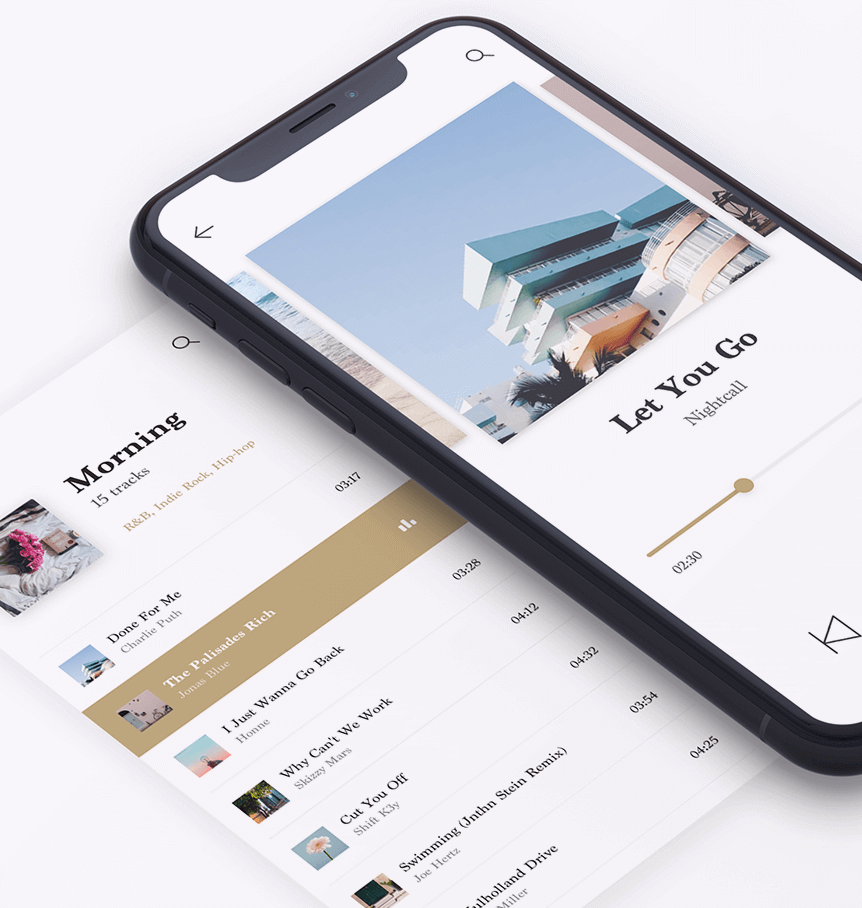 Let You Go
Nightcall
02:30
Morning
15 tracks
R&B, Indie Rock, Hip-hop
Done For Me
Charlie Puth
03:17
The Palisades Rich
Jonas Blue
I Just Wanna Go Back
Honne
03:28
Why Can't We Work
Skizzy Mars
04:12
Cut You Off
Shift K3y
04:32
Swimming (Jnthn Stein Remix)
Joe Hertz
03:54
Mulholland Drive
Miller
04:25